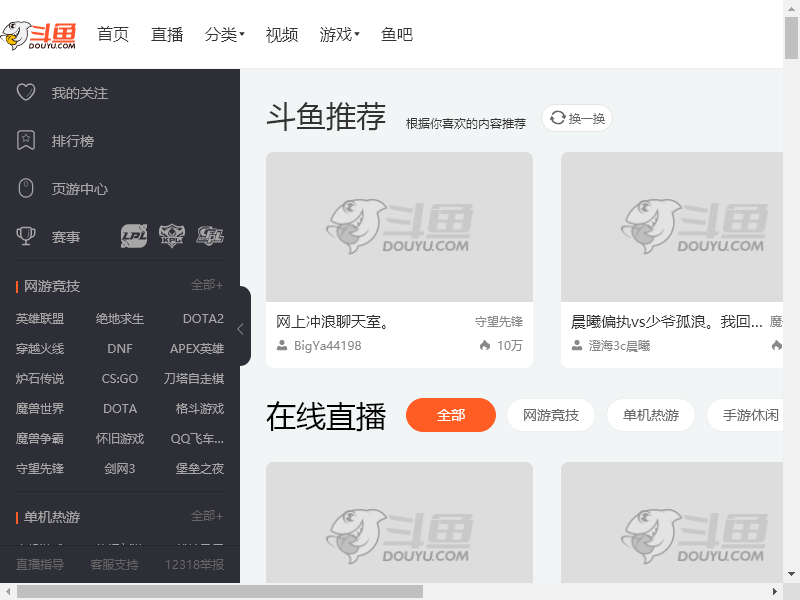 斗鱼
DOUYU.COM
首页 直播 分类 视频 游戏 鱼吧
我的关注
排行榜
页游中心
赛事 LPL KPL
网游竞技 全部+
英雄联盟 绝地求生 DOTA2
穿越火线 DNF APEX英雄
炉石传说 CS:GO 刀塔自走棋
魔兽世界 DOTA 格斗游戏
魔兽争霸 怀旧游戏 QQ飞车...
守望先锋 剑网3 堡垒之夜
单机热游 全部+
直播指导 客服支持 12318举报
斗鱼推荐 根据你喜欢的内容推荐 换一换
斗鱼
DOUYU.COM
斗鱼
DOUYU.COM
网上冲浪聊天室。 守望先锋
BigYa44198 10万
晨曦偏执vs少爷孤浪。我回... 魔
澄海3c晨曦
在线直播 全部 网游竞技 单机热游 手游休闲
斗鱼
DOUYU.COM
斗鱼
DOUYU.COM